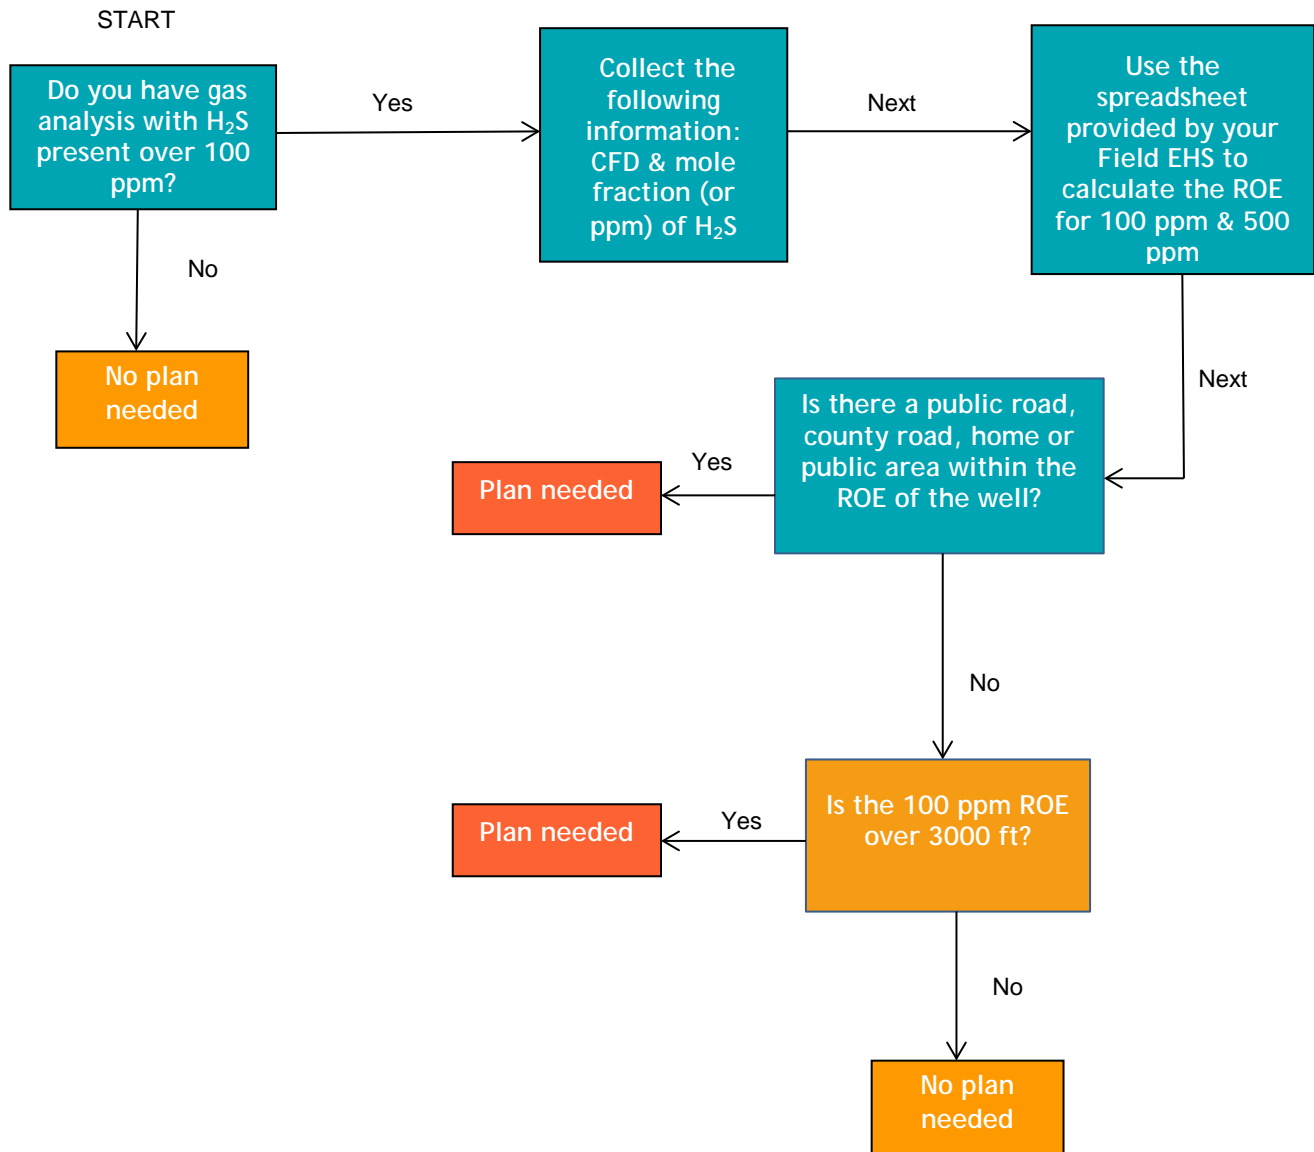 START
Do you have gas
analysis with H₂S
present over 100
ppm?
Yes
Collect the
following
information:
CFD & mole
fraction (or
ppm) of H₂S
Next
Use the
spreadsheet
provided by your
Field EHS to
calculate the ROE
for 100 ppm & 500
ppm
No
No plan
needed
Next
Is there a public road,
county road, home or
public area within the
ROE of the well?
Yes
Plan needed
No
Is the 100 ppm ROE
over 3000 ft?
Yes
Plan needed
No
No plan
needed